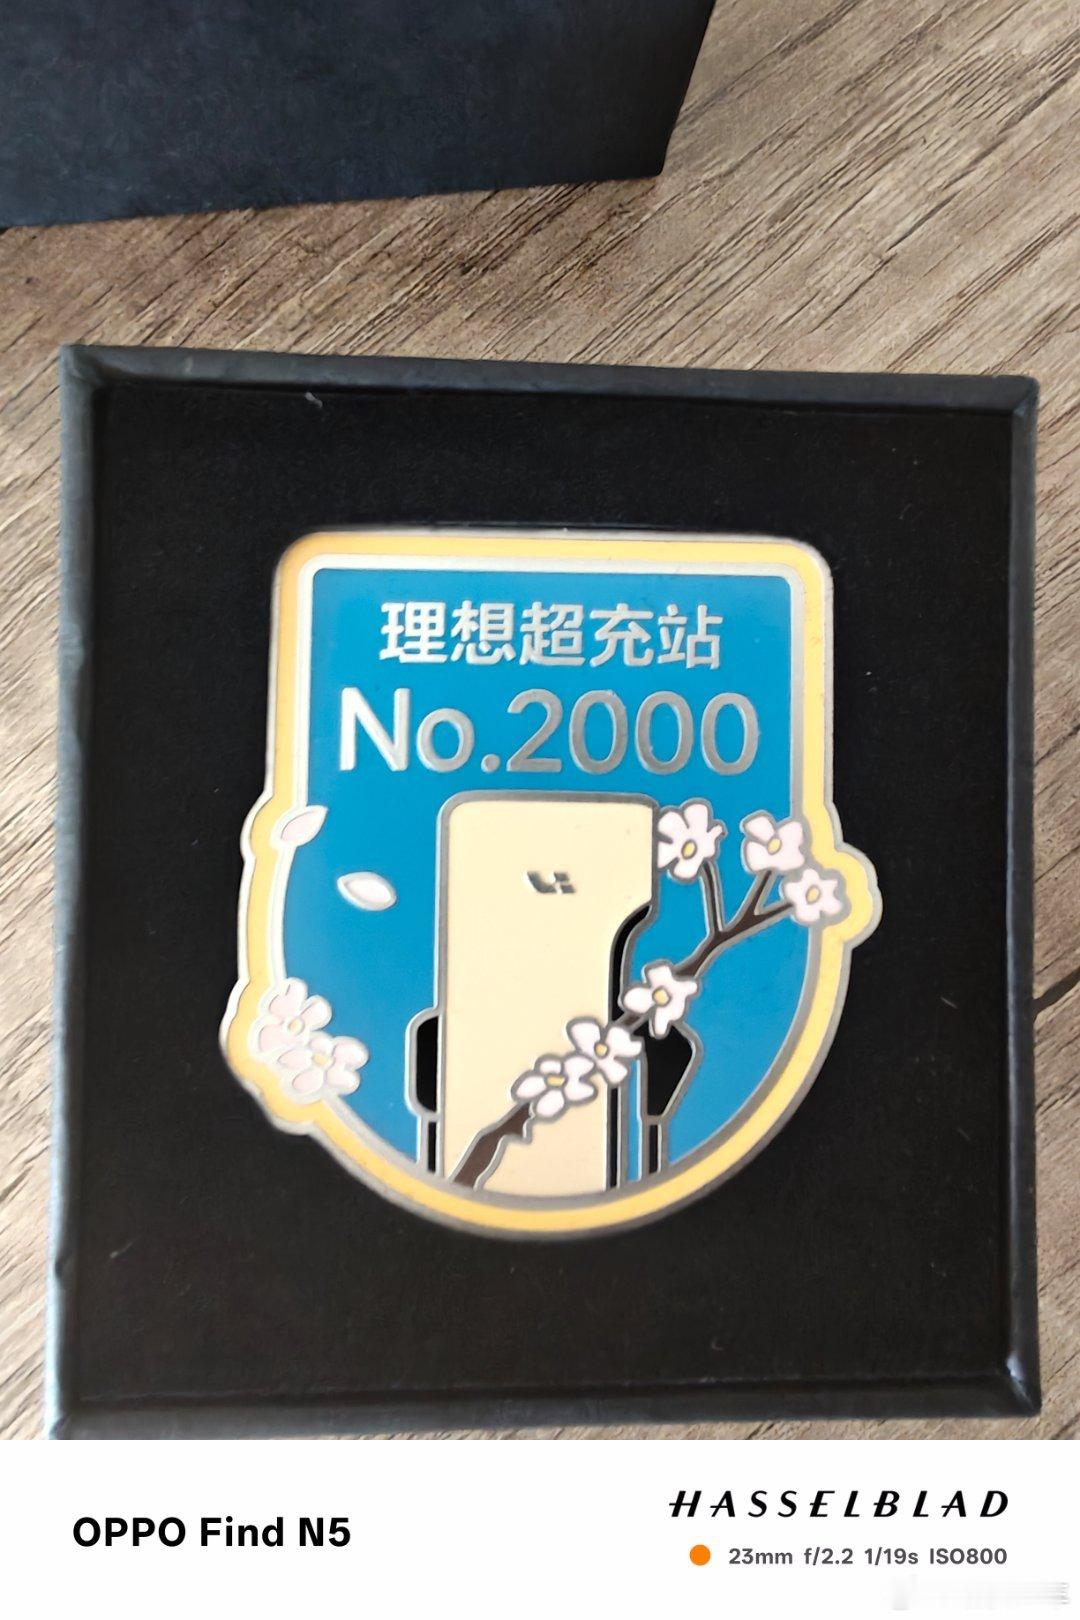 理想超充站
No.2000
OPPO Find N5
HASSELBLAD
23mm f/2.2 1/19s ISO800